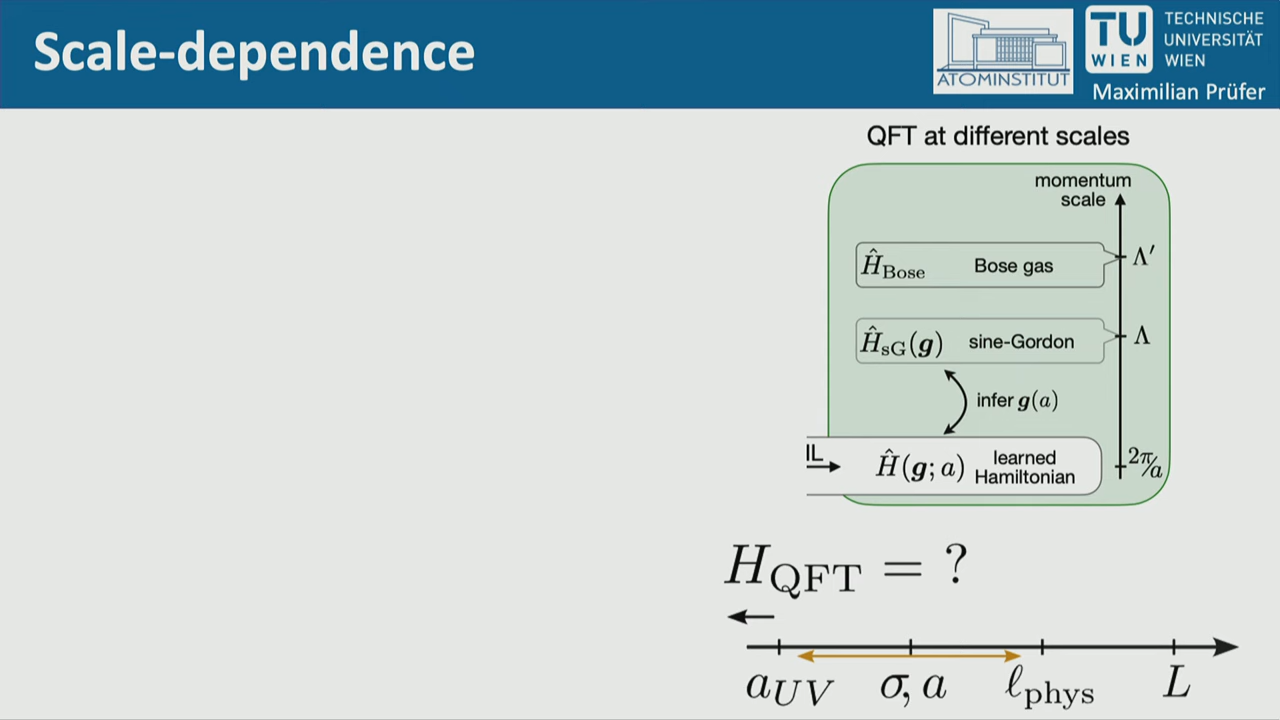 Scale-dependence
ATOMINSTITUT
TU
WIEN
TECHNISCHE
UNIVERSITÄT
WIEN
Maximilian Prüfer
QFT at different scales
momentum
scale
Ĥ_Bose Bose gas Λ′
Ĥ_sG(g) sine-Gordon Λ
infer g(a)
IL
Ĥ(g; a) learned
Hamiltonian
2π/a
H_QFT = ?
a_UV σ, a ℓ_phys L